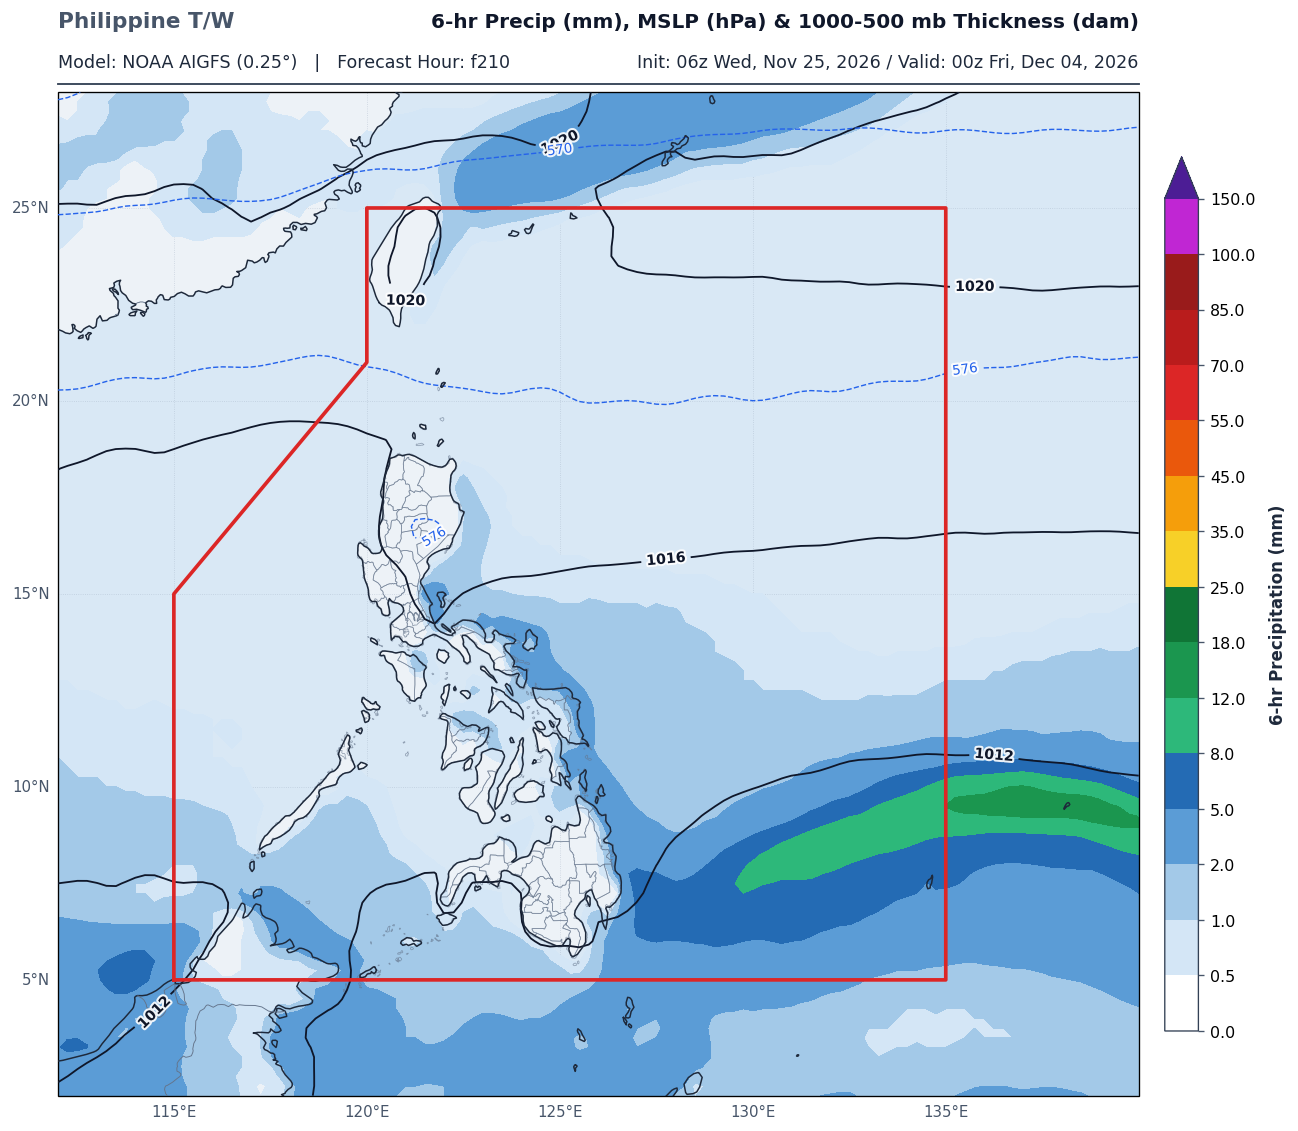 Philippine T/W
6-hr Precip (mm), MSLP (hPa) & 1000-500 mb Thickness (dam)
Model: NOAA AIGFS (0.25°) | Forecast Hour: f210
Init: 06z Wed, Nov 25, 2026 / Valid: 00z Fri, Dec 04, 2026
1020
570
25°N
1020
1020
576
20°N
576
1016
15°N
1012
10°N
5°N
1012
115°E
120°E
125°E
130°E
135°E
150.0
100.0
85.0
70.0
55.0
45.0
35.0
25.0
18.0
12.0
8.0
5.0
2.0
1.0
0.5
0.0
6-hr Precipitation (mm)